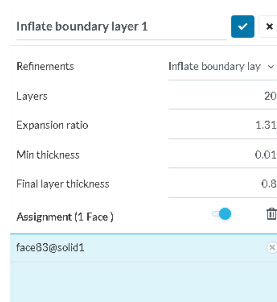 Inflate boundary layer 1
Refinements Inflate boundary lay
Layers 20
Expansion ratio 1.31
Min thickness 0.01
Final layer thickness 0.8
Assignment (1 Face )
face83@solid1